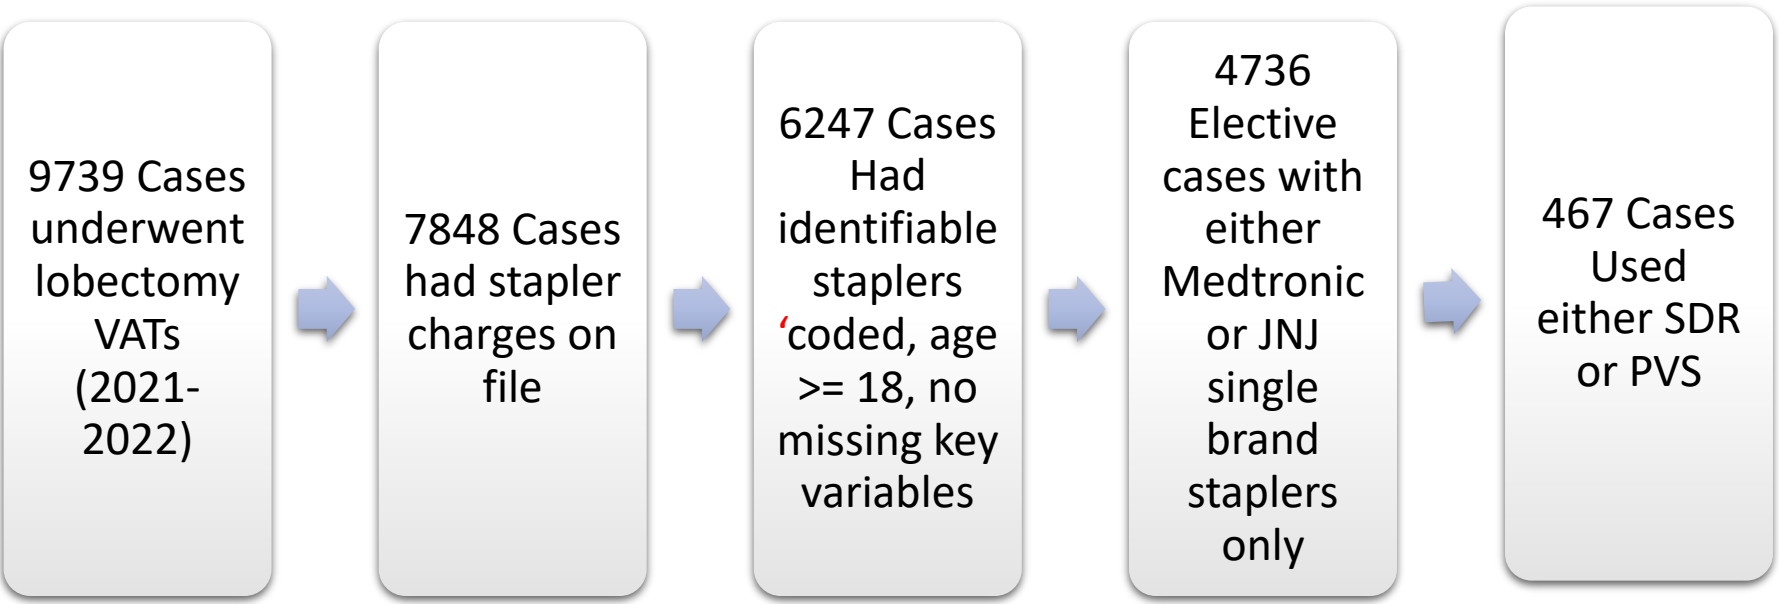 9739 Cases
underwent
lobectomy
VATs
(2021-
2022)
7848 Cases
had stapler
charges on
file
6247 Cases
Had
identifiable
staplers
‘coded, age
>= 18, no
missing key
variables
4736
Elective
cases with
either
Medtronic
or JNJ
single
brand
staplers
only
467 Cases
Used
either SDR
or PVS